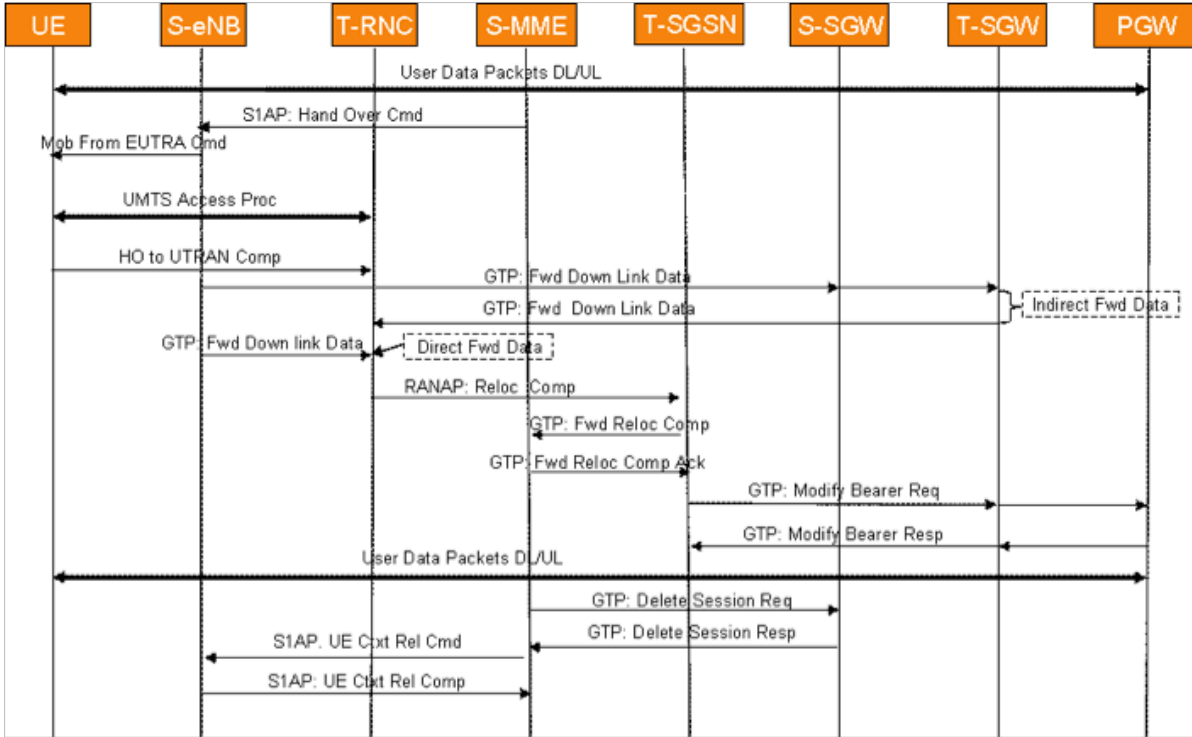 UE S-eNB T-RNC S-MME T-SGSN S-SGW T-SGW PGW
User Data Packets DL/UL
S1AP: Hand Over Cmd
Mob From EUTRA Cmd
UMTS Access Proc
HO to UTRAN Comp
GTP: Fwd Down Link Data
Indirect Fwd Data
GTP: Fwd Down Link Data
GTP: Fwd Down link Data
Direct Fwd Data
RANAP: Reloc Comp
GTP: Fwd Reloc Comp
GTP: Fwd Reloc Comp Ack
GTP: Modify Bearer Req
GTP: Modify Bearer Resp
User Data Packets DL/UL
GTP: Delete Session Req
GTP: Delete Session Resp
S1AP. UE Ctxt Rel Cmd
S1AP: UE Ctxt Rel Comp